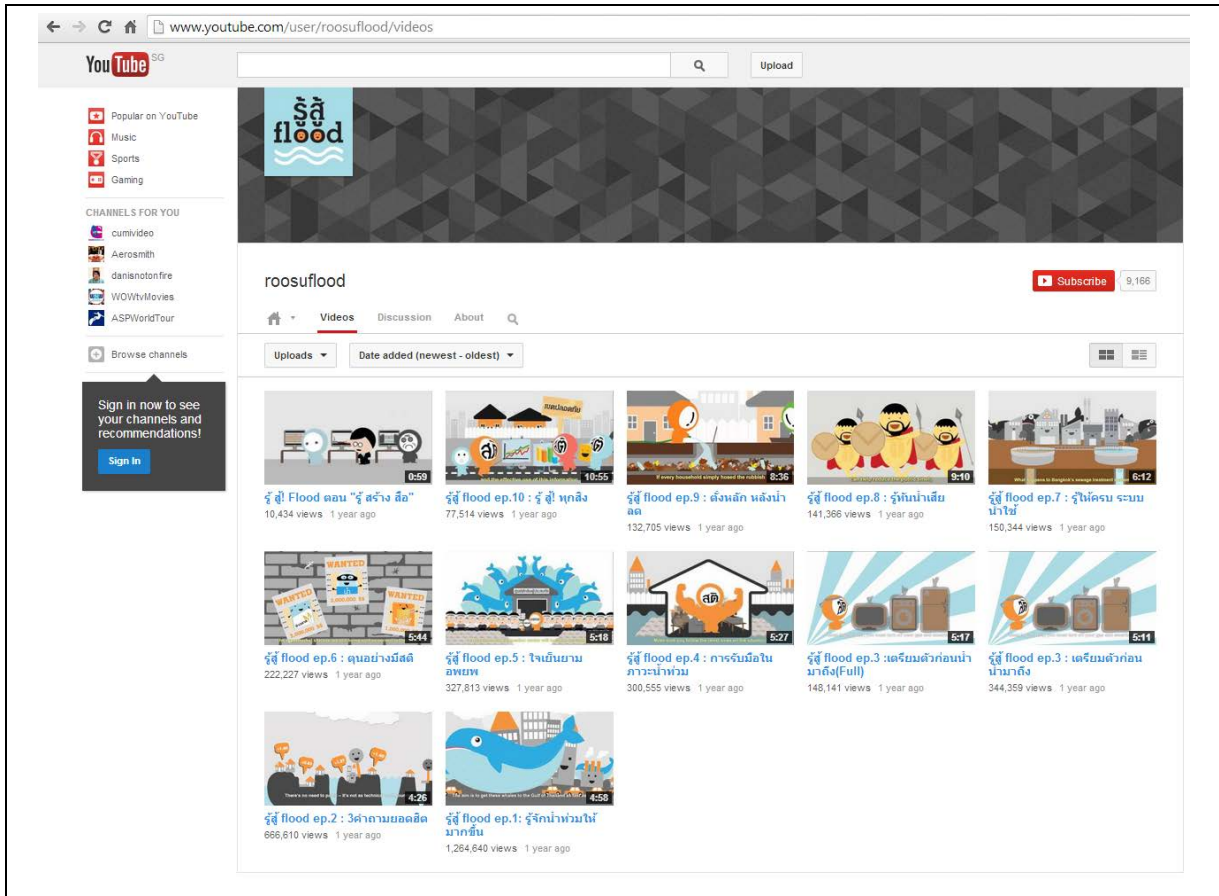 www.youtube.com/user/roosuflood/videos
YouTube SG
Upload
Popular on YouTube
Music
Sports
Gaming
CHANNELS FOR YOU
cumivideo
Aerosmith
danisnotonfire
WOWtvMovies
ASPWorldTour
Browse channels
Sign in now to see
your channels and
recommendations!
Sign In
รู้สู้
flood
roosuflood
Subscribe 9,166
Videos Discussion About
Uploads Date added (newest - oldest)
0:59
รู้ สู้! Flood ตอน "รู้ สร้าง สื่อ"
10,434 views 1 year ago
10:55
รู้สู้ flood ep.10 : รู้ สู้! ทุกสิ่ง
77,514 views 1 year ago
If every household simply hosed the rubbish
8:36
รู้สู้ flood ep.9 : ตั้งหลัก หลังน้ำ
ลด
132,705 views 1 year ago
9:10
รู้สู้ flood ep.8 : รู้ทันน้ำเสีย
141,366 views 1 year ago
6:12
รู้สู้ flood ep.7 : รู้ให้ครบ ระบบ
น้ำใช้
150,344 views 1 year ago
WANTED
WANTED
5:44
รู้สู้ flood ep.6 : ตุนอย่างมีสติ
222,227 views 1 year ago
5:18
รู้สู้ flood ep.5 : ใจเย็นยาม
อพยพ
327,813 views 1 year ago
สติ
5:27
รู้สู้ flood ep.4 : การรับมือใน
ภาวะน้ำท่วม
300,555 views 1 year ago
5:17
รู้สู้ flood ep.3 :เตรียมตัวก่อนน้ำ
มาถึง(Full)
148,141 views 1 year ago
5:11
รู้สู้ flood ep.3 : เตรียมตัวก่อน
น้ำมาถึง
344,359 views 1 year ago
4:26
รู้สู้ flood ep.2 : 3คำถามยอดฮิต
666,610 views 1 year ago
4:58
รู้สู้ flood ep.1: รู้จักน้ำท่วมให้
มากขึ้น
1,264,640 views 1 year ago